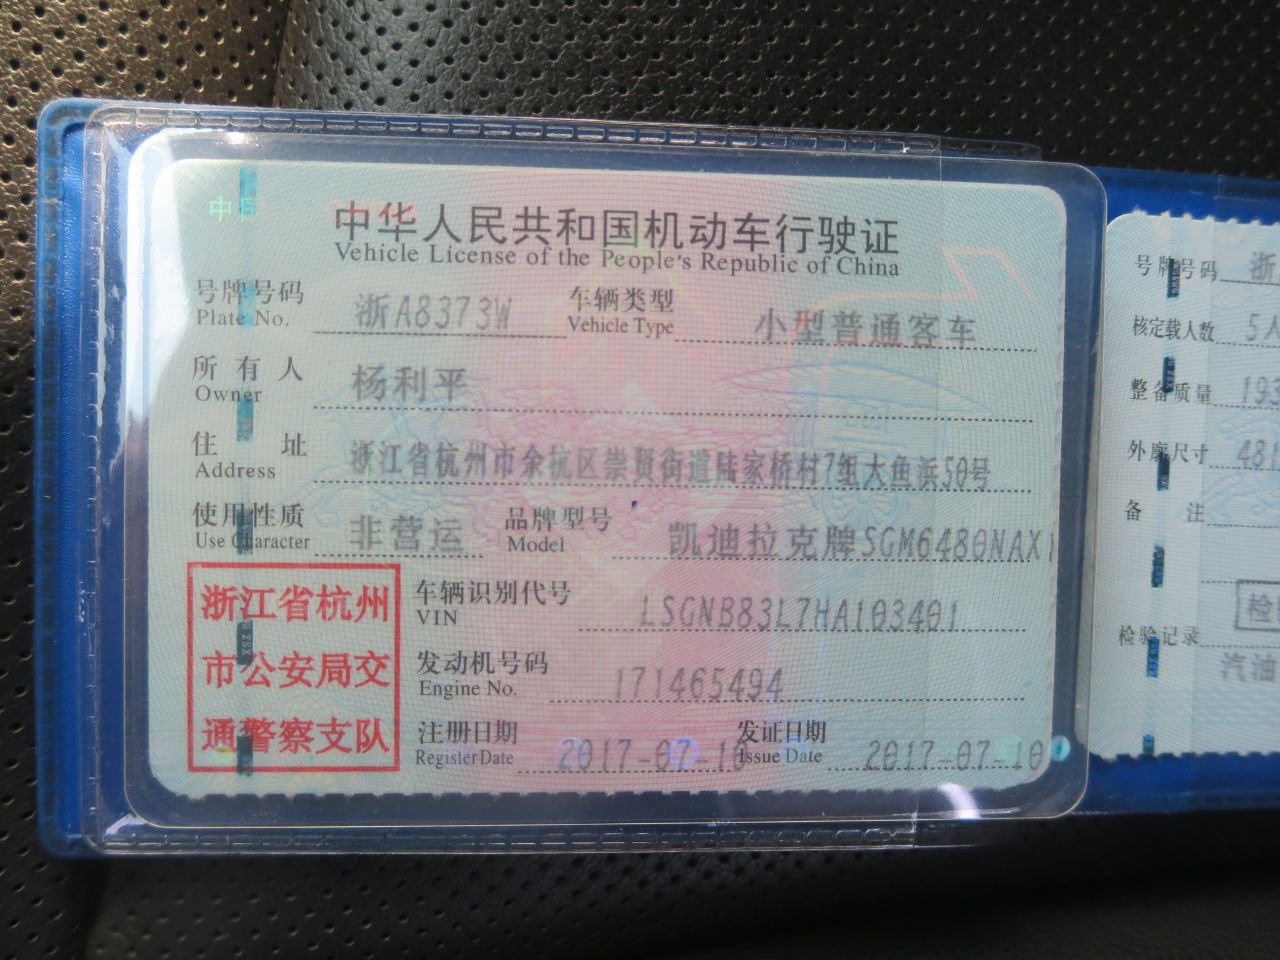 中华人民共和国机动车行驶证
Vehicle License of the People's Republic of China
号牌号码 浙A8373W 车辆类型 小型普通客车
Plate No. Vehicle Type
所有人 杨利平
Owner
住址 浙江省杭州市余杭区崇贤街道陆家桥村7组大鱼浜50号
Address
使用性质 非营运 品牌型号 凯迪拉克牌SGM6480NAX1
Use Character Model
浙江省杭州
市公安局交
通警察支队
车辆识别代号 LSGNB83L7HA103401
VIN
发动机号码 171465494
Engine No.
注册日期 2017-07-10 发证日期 2017-07-10
Register Date Issue Date
号牌号码 浙
核定载人数 5人
整备质量 193
外廓尺寸 481
备注
检
检验记录
汽油